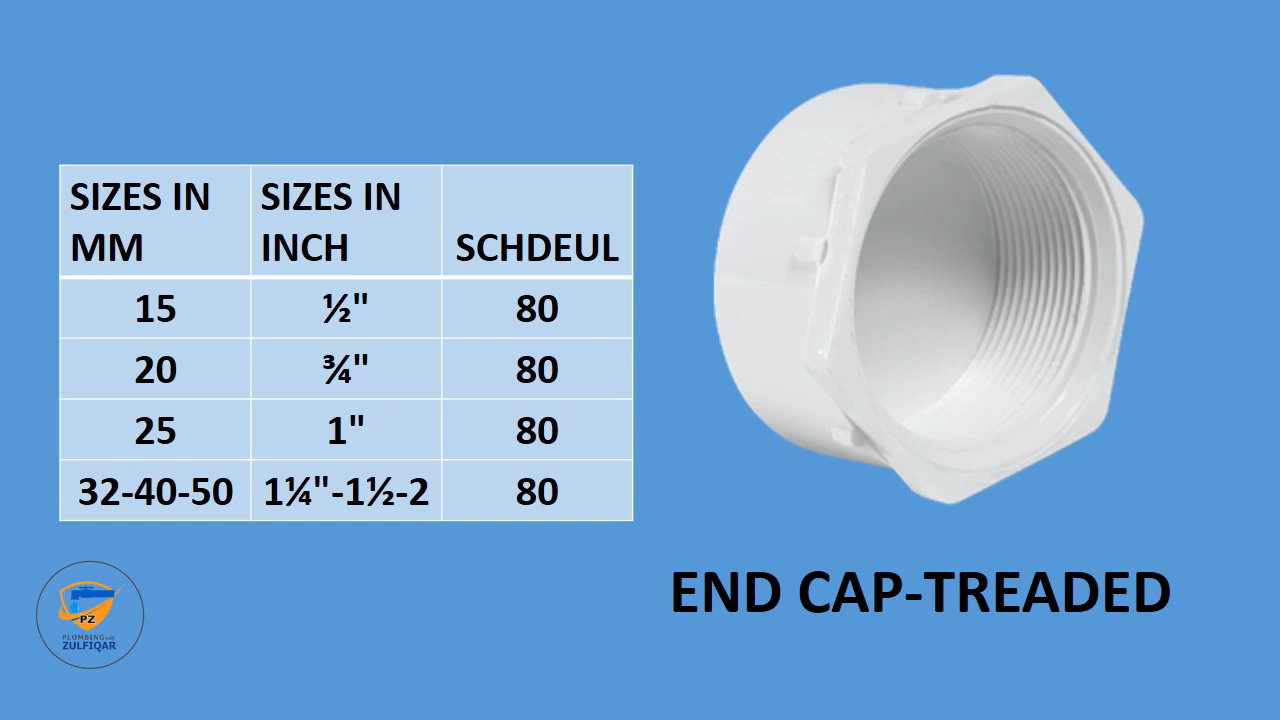 SIZES IN MM
SIZES IN INCH
SCHDEUL
15 ½" 80
20 ¾" 80
25 1" 80
32-40-50 1¼"-1½-2 80
END CAP-TREADED
PZ
PLUMBING
ZULFIQAR